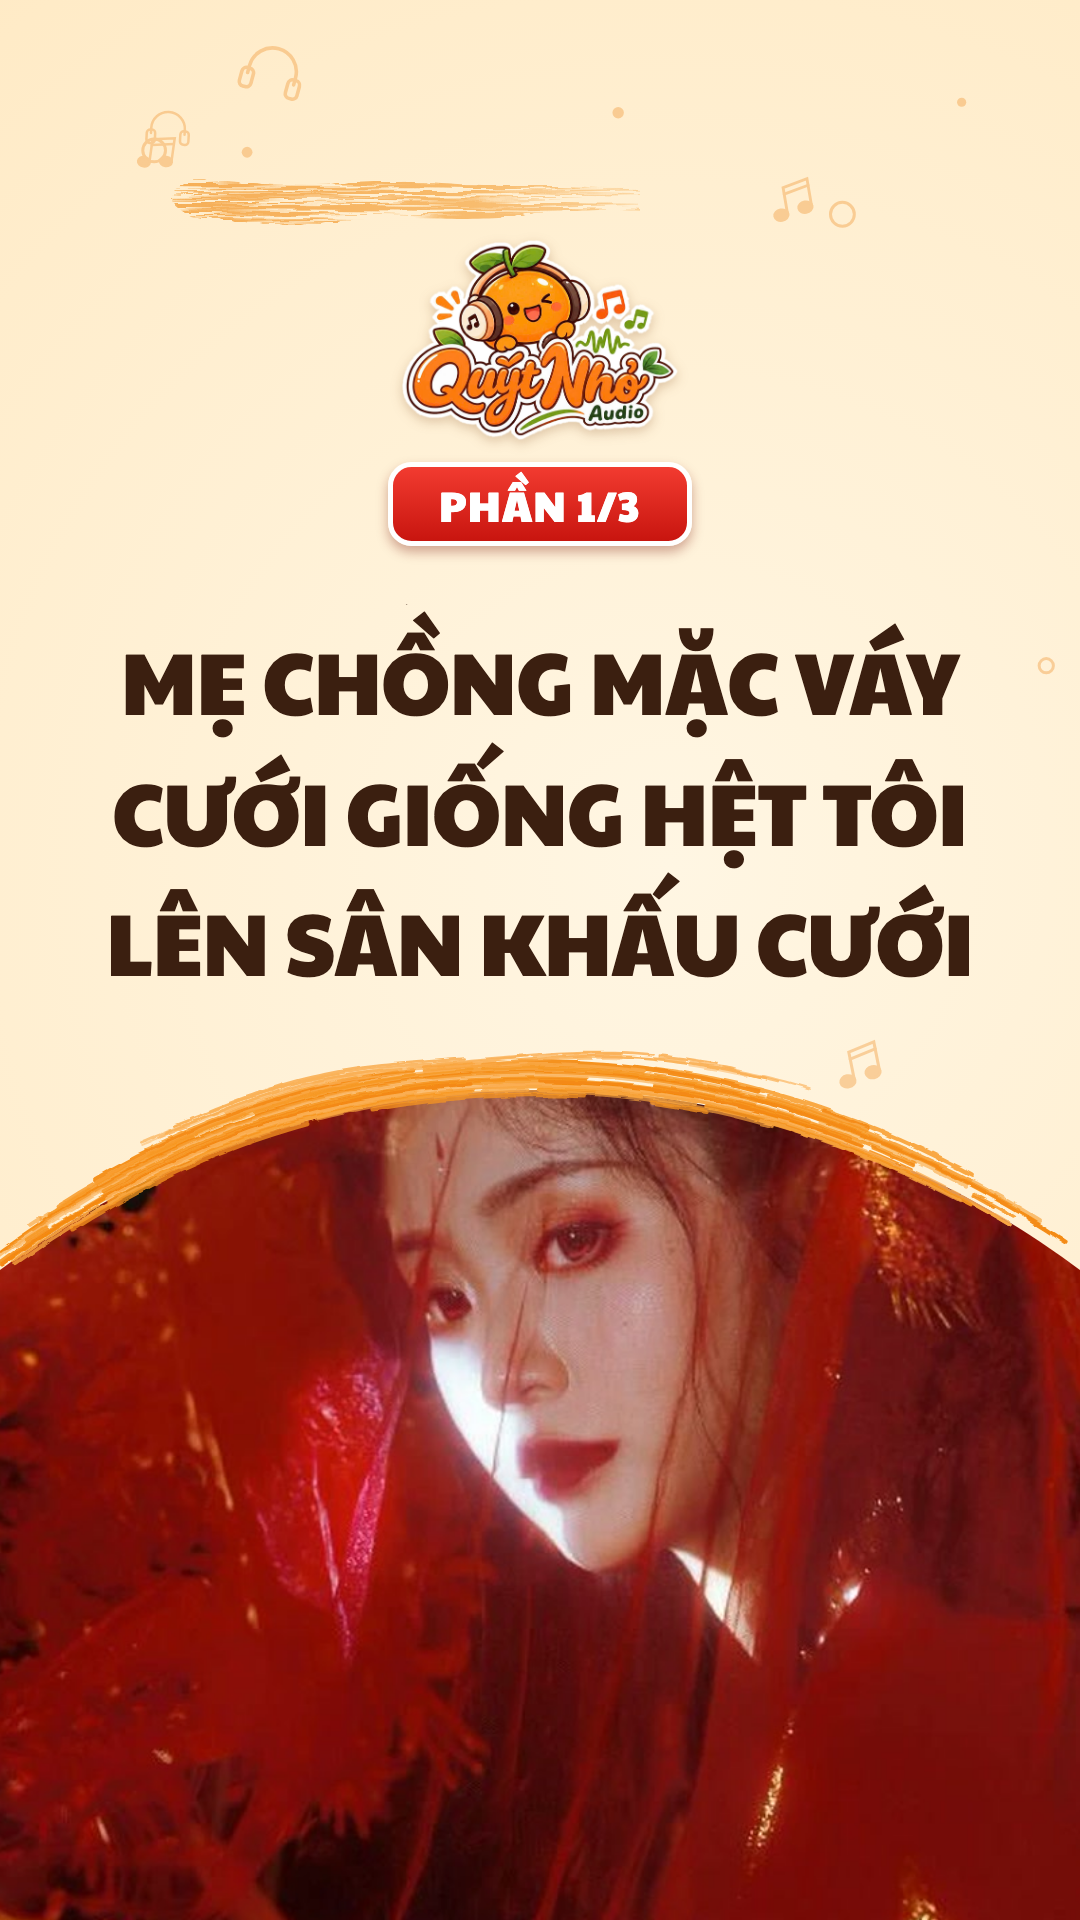 Quýt Nhỏ
Audio
PHẦN 1/3
MẸ CHỒNG MẶC VÁY
CƯỚI GIỐNG HỆT TÔI
LÊN SÂN KHẤU CƯỚI